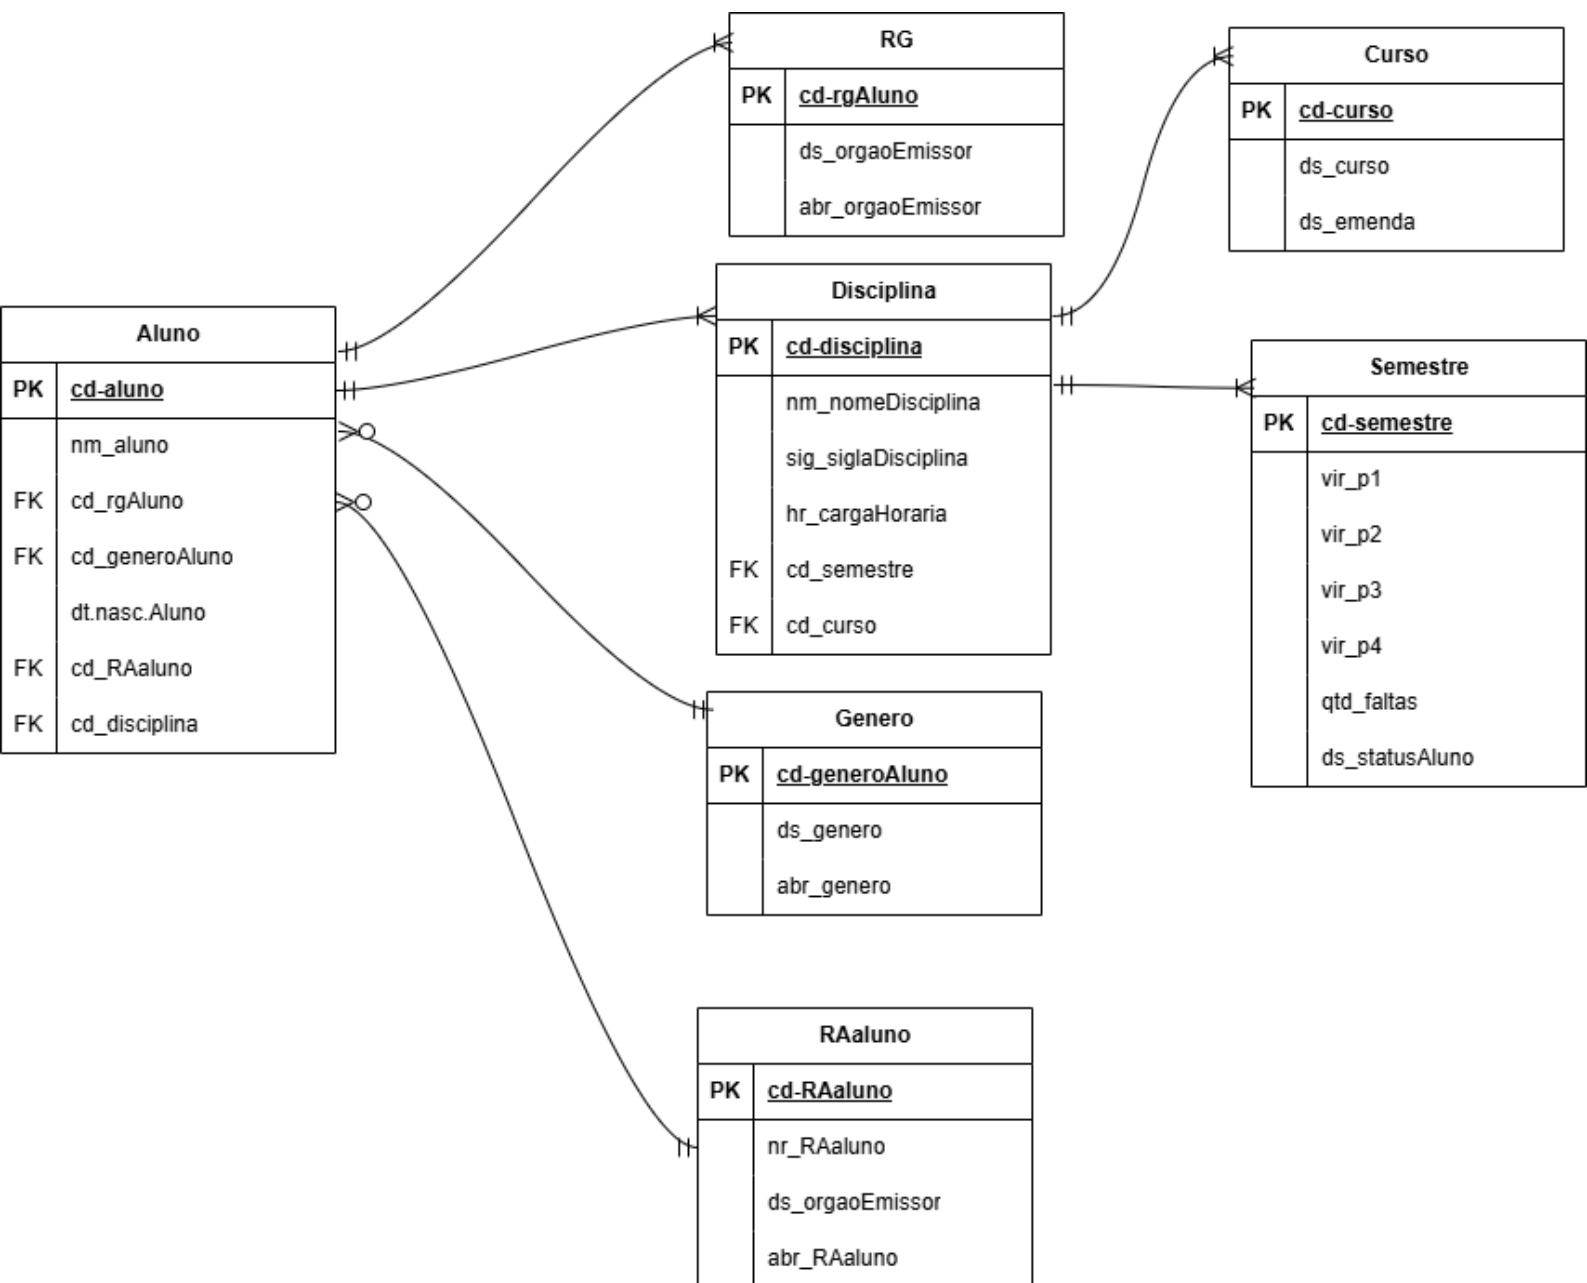 RG
PK cd-rgAluno
ds_orgaoEmissor
abr_orgaoEmissor
Curso
PK cd-curso
ds_curso
ds_emenda
Aluno
PK cd-aluno
nm_aluno
FK cd_rgAluno
FK cd_generoAluno
dt.nasc.Aluno
FK cd_RAaluno
FK cd_disciplina
Disciplina
PK cd-disciplina
nm_nomeDisciplina
sig_siglaDisciplina
hr_cargaHoraria
FK cd_semestre
FK cd_curso
Semestre
PK cd-semestre
vir_p1
vir_p2
vir_p3
vir_p4
qtd_faltas
ds_statusAluno
Genero
PK cd-generoAluno
ds_genero
abr_genero
RAaluno
PK cd-RAaluno
nr_RAaluno
ds_orgaoEmissor
abr_RAaluno